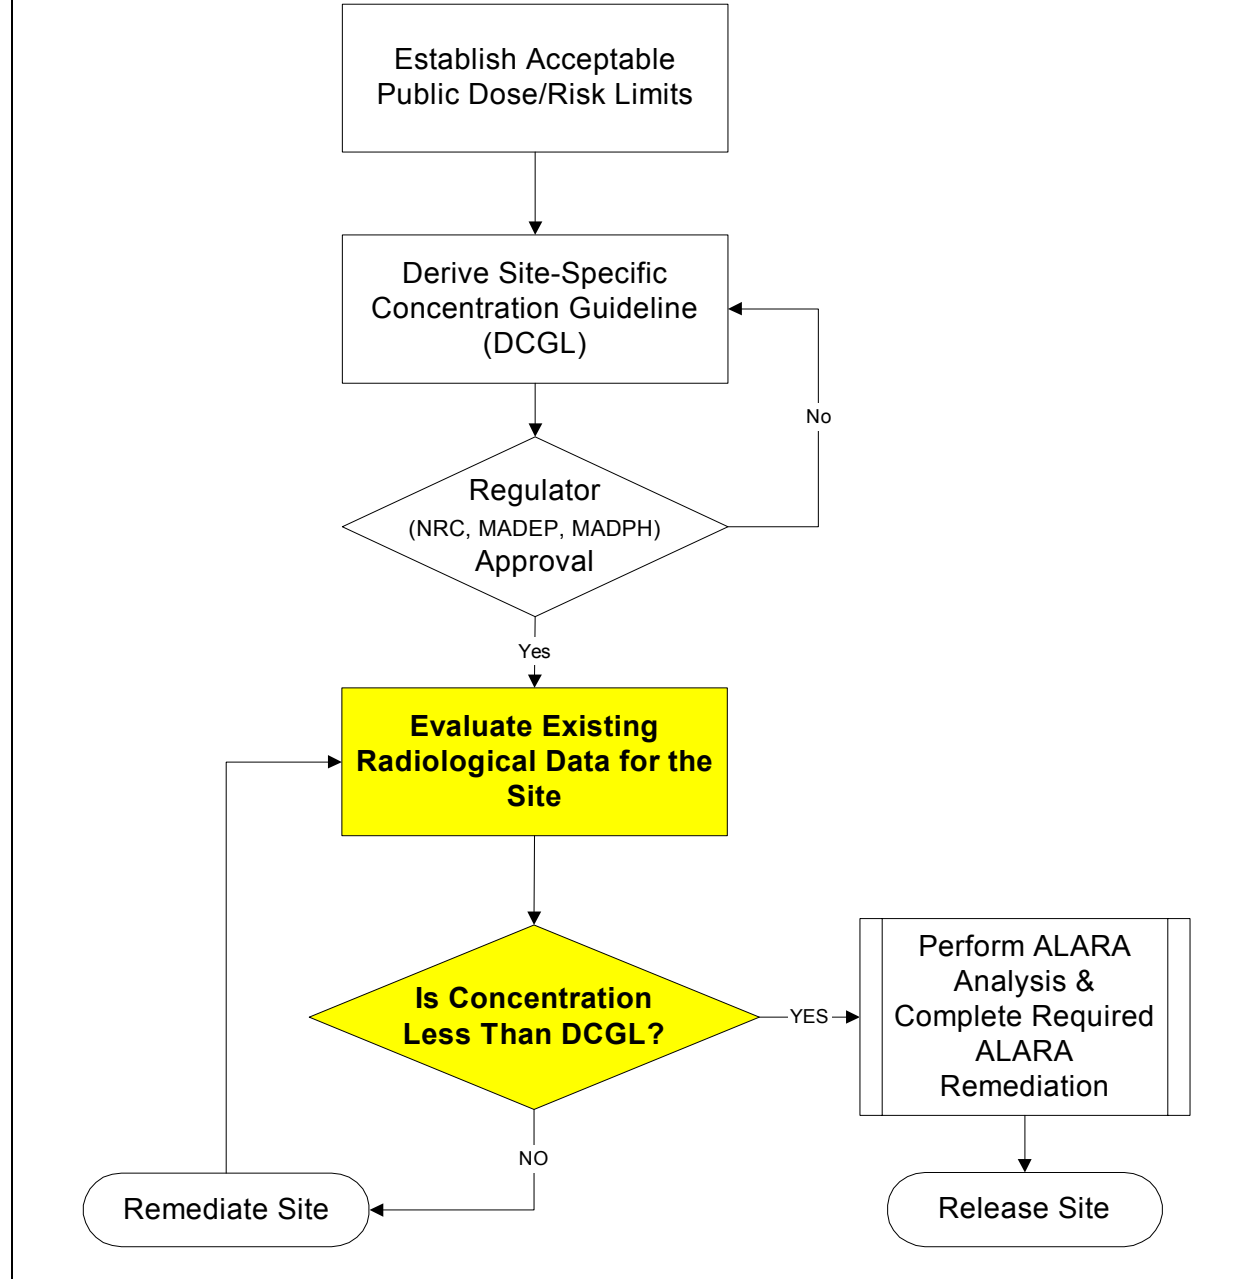 Establish Acceptable
Public Dose/Risk Limits
Derive Site-Specific
Concentration Guideline
(DCGL)
No
Regulator
(NRC, MADEP, MADPH)
Approval
Yes
Evaluate Existing
Radiological Data for the
Site
Is Concentration
Less Than DCGL?
YES
Perform ALARA
Analysis &
Complete Required
ALARA
Remediation
NO
Remediate Site
Release Site